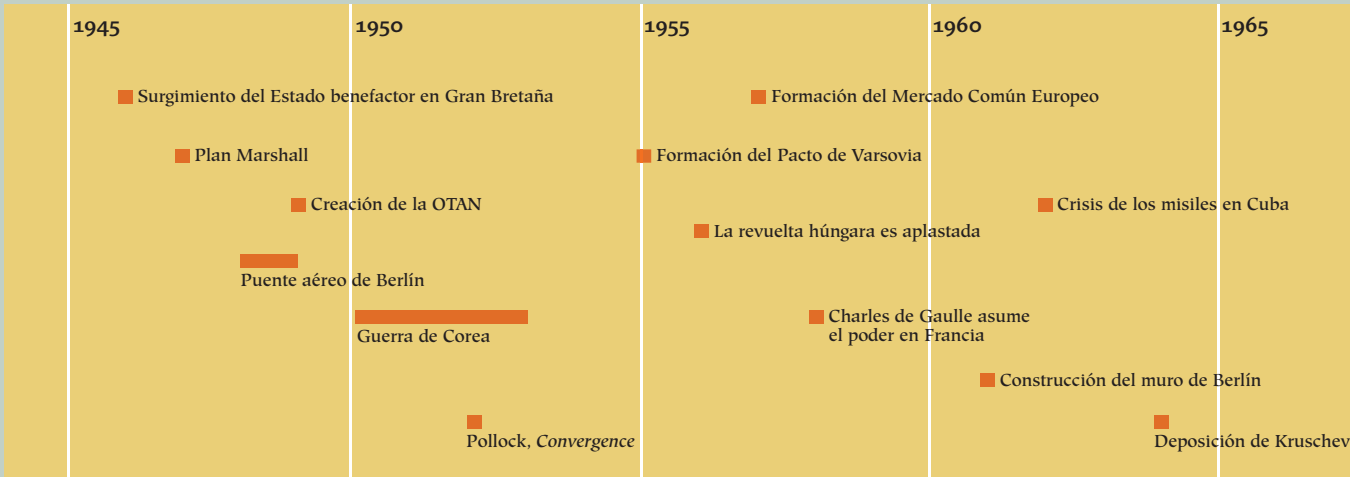 1945
1950
1955
1960
1965
Surgimiento del Estado benefactor en Gran Bretaña
Formación del Mercado Común Europeo
Plan Marshall
Formación del Pacto de Varsovia
Creación de la OTAN
Crisis de los misiles en Cuba
La revuelta húngara es aplastada
Puente aéreo de Berlín
Guerra de Corea
Charles de Gaulle asume
el poder en Francia
Construcción del muro de Berlín
Pollock, Convergence
Deposición de Kruschev